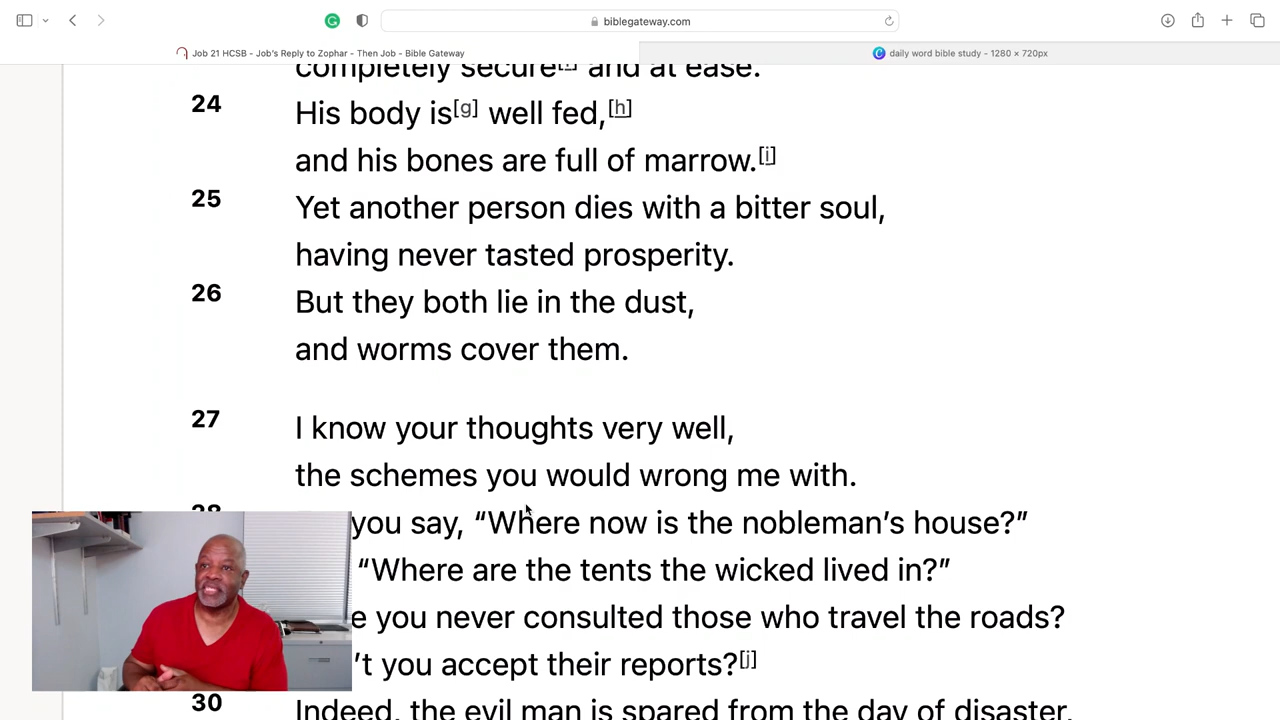 biblegateway.com
Job 21 HCSB - Job's Reply to Zophar - Then Job - Bible Gateway
daily word bible study - 1280 × 720px
completely secure and at ease.
24 His body is[g] well fed,[h]
and his bones are full of marrow.[i]
25 Yet another person dies with a bitter soul,
having never tasted prosperity.
26 But they both lie in the dust,
and worms cover them.
27 I know your thoughts very well,
the schemes you would wrong me with.
28 you say, “Where now is the nobleman’s house?”
“Where are the tents the wicked lived in?”
you never consulted those who travel the roads?
’t you accept their reports?[j]
30 Indeed, the evil man is spared from the day of disaster,